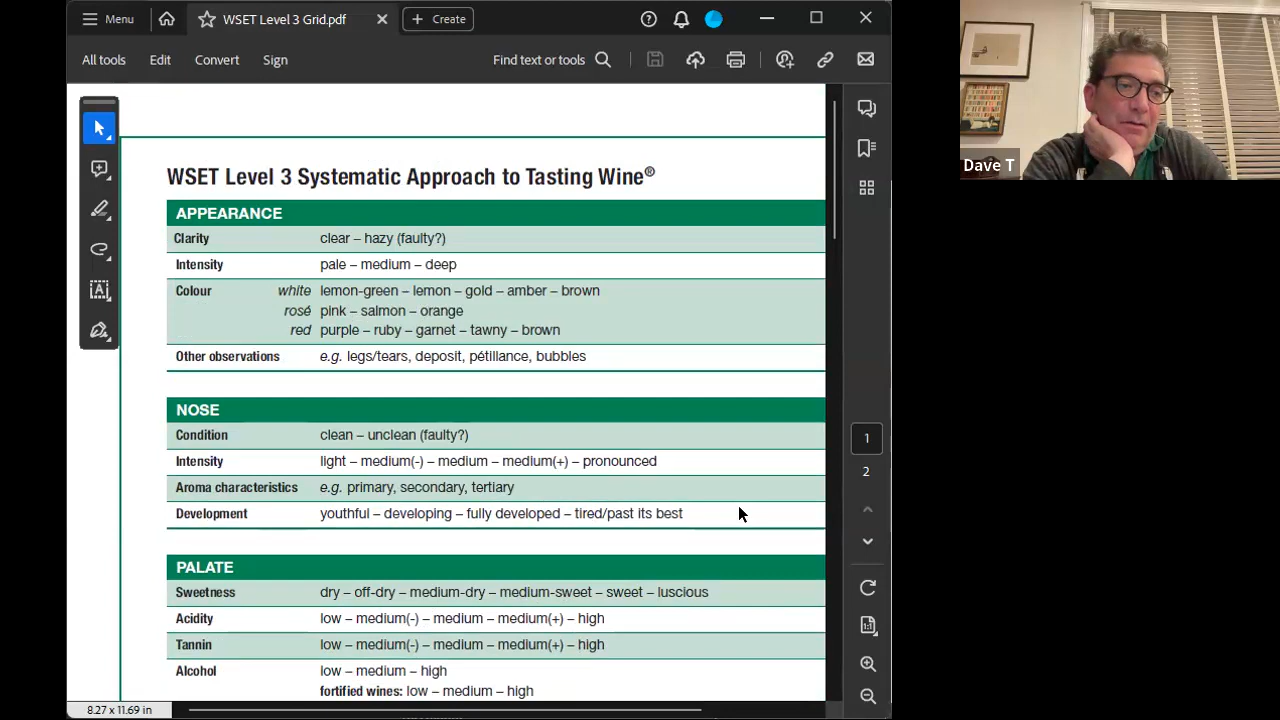 Menu
WSET Level 3 Grid.pdf
Create
All tools Edit Convert Sign Find text or tools
WSET Level 3 Systematic Approach to Tasting Wine®
APPEARANCE
Clarity clear – hazy (faulty?)
Intensity pale – medium – deep
Colour white lemon-green – lemon – gold – amber – brown
rosé pink – salmon – orange
red purple – ruby – garnet – tawny – brown
Other observations e.g. legs/tears, deposit, pétillance, bubbles
NOSE
Condition clean – unclean (faulty?)
Intensity light – medium(-) – medium – medium(+) – pronounced
Aroma characteristics e.g. primary, secondary, tertiary
Development youthful – developing – fully developed – tired/past its best
PALATE
Sweetness dry – off-dry – medium-dry – medium-sweet – sweet – luscious
Acidity low – medium(-) – medium – medium(+) – high
Tannin low – medium(-) – medium – medium(+) – high
Alcohol low – medium – high
fortified wines: low – medium – high
8.27 x 11.69 in
1
2
1:1
Dave T